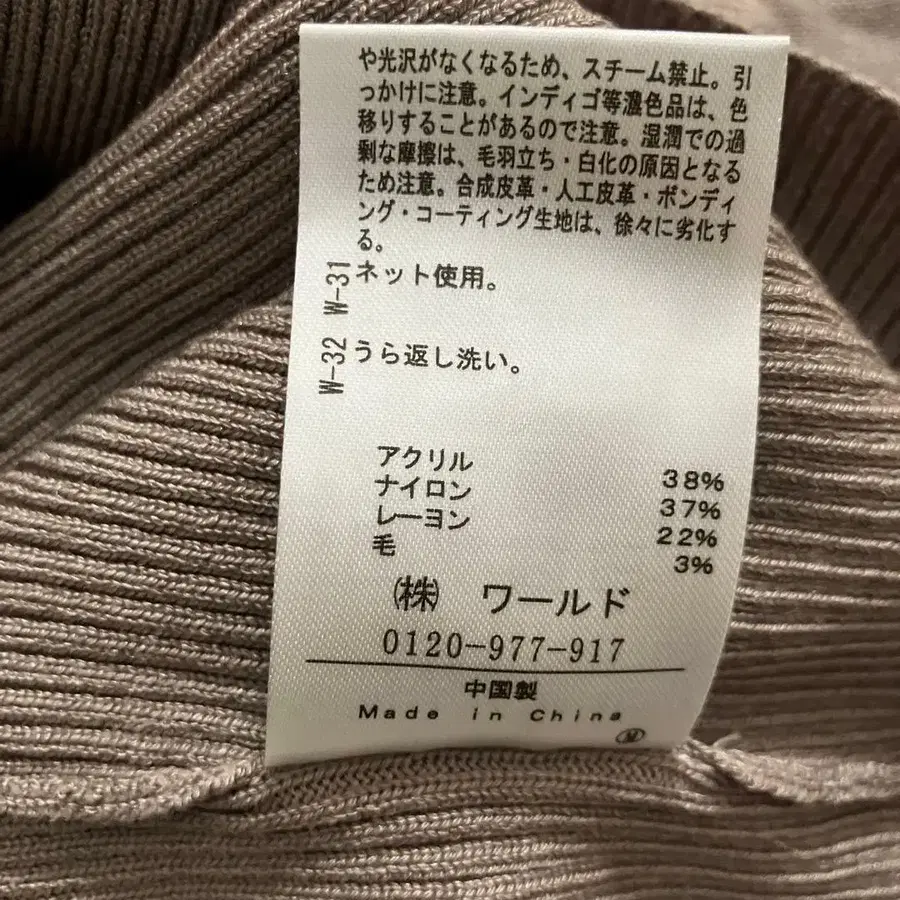 や光沢がなくなるため、スチーム禁止。引
っかけに注意。インディゴ等濃色品は、色
移りすることがあるので注意。湿潤での過
剰な摩擦は、毛羽立ち・白化の原因となる
ため注意。合成皮革・人工皮革・ボンディ
ング・コーティング生地は、徐々に劣化す
る。
W-31 ネット使用。
W-32 うら返し洗い。
アクリル 38%
ナイロン 37%
レーヨン 22%
毛 3%
㈱ ワールド
0120-977-917
中国製
Made in China